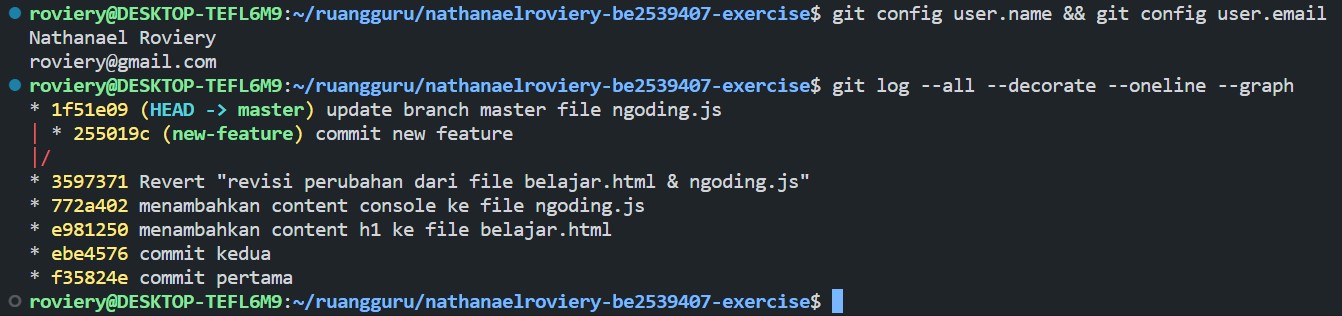 roviery@DESKTOP-TEFL6M9:~/ruangguru/nathanaelroviery-be2539407-exercise$ git config user.name && git config user.email
Nathanael Roviery
roviery@gmail.com
roviery@DESKTOP-TEFL6M9:~/ruangguru/nathanaelroviery-be2539407-exercise$ git log --all --decorate --oneline --graph
* 1f51e09 (HEAD -> master) update branch master file ngoding.js
| * 255019c (new-feature) commit new feature
|/
* 3597371 Revert "revisi perubahan dari file belajar.html & ngoding.js"
* 772a402 menambahkan content console ke file ngoding.js
* e981250 menambahkan content h1 ke file belajar.html
* ebe4576 commit kedua
* f35824e commit pertama
roviery@DESKTOP-TEFL6M9:~/ruangguru/nathanaelroviery-be2539407-exercise$